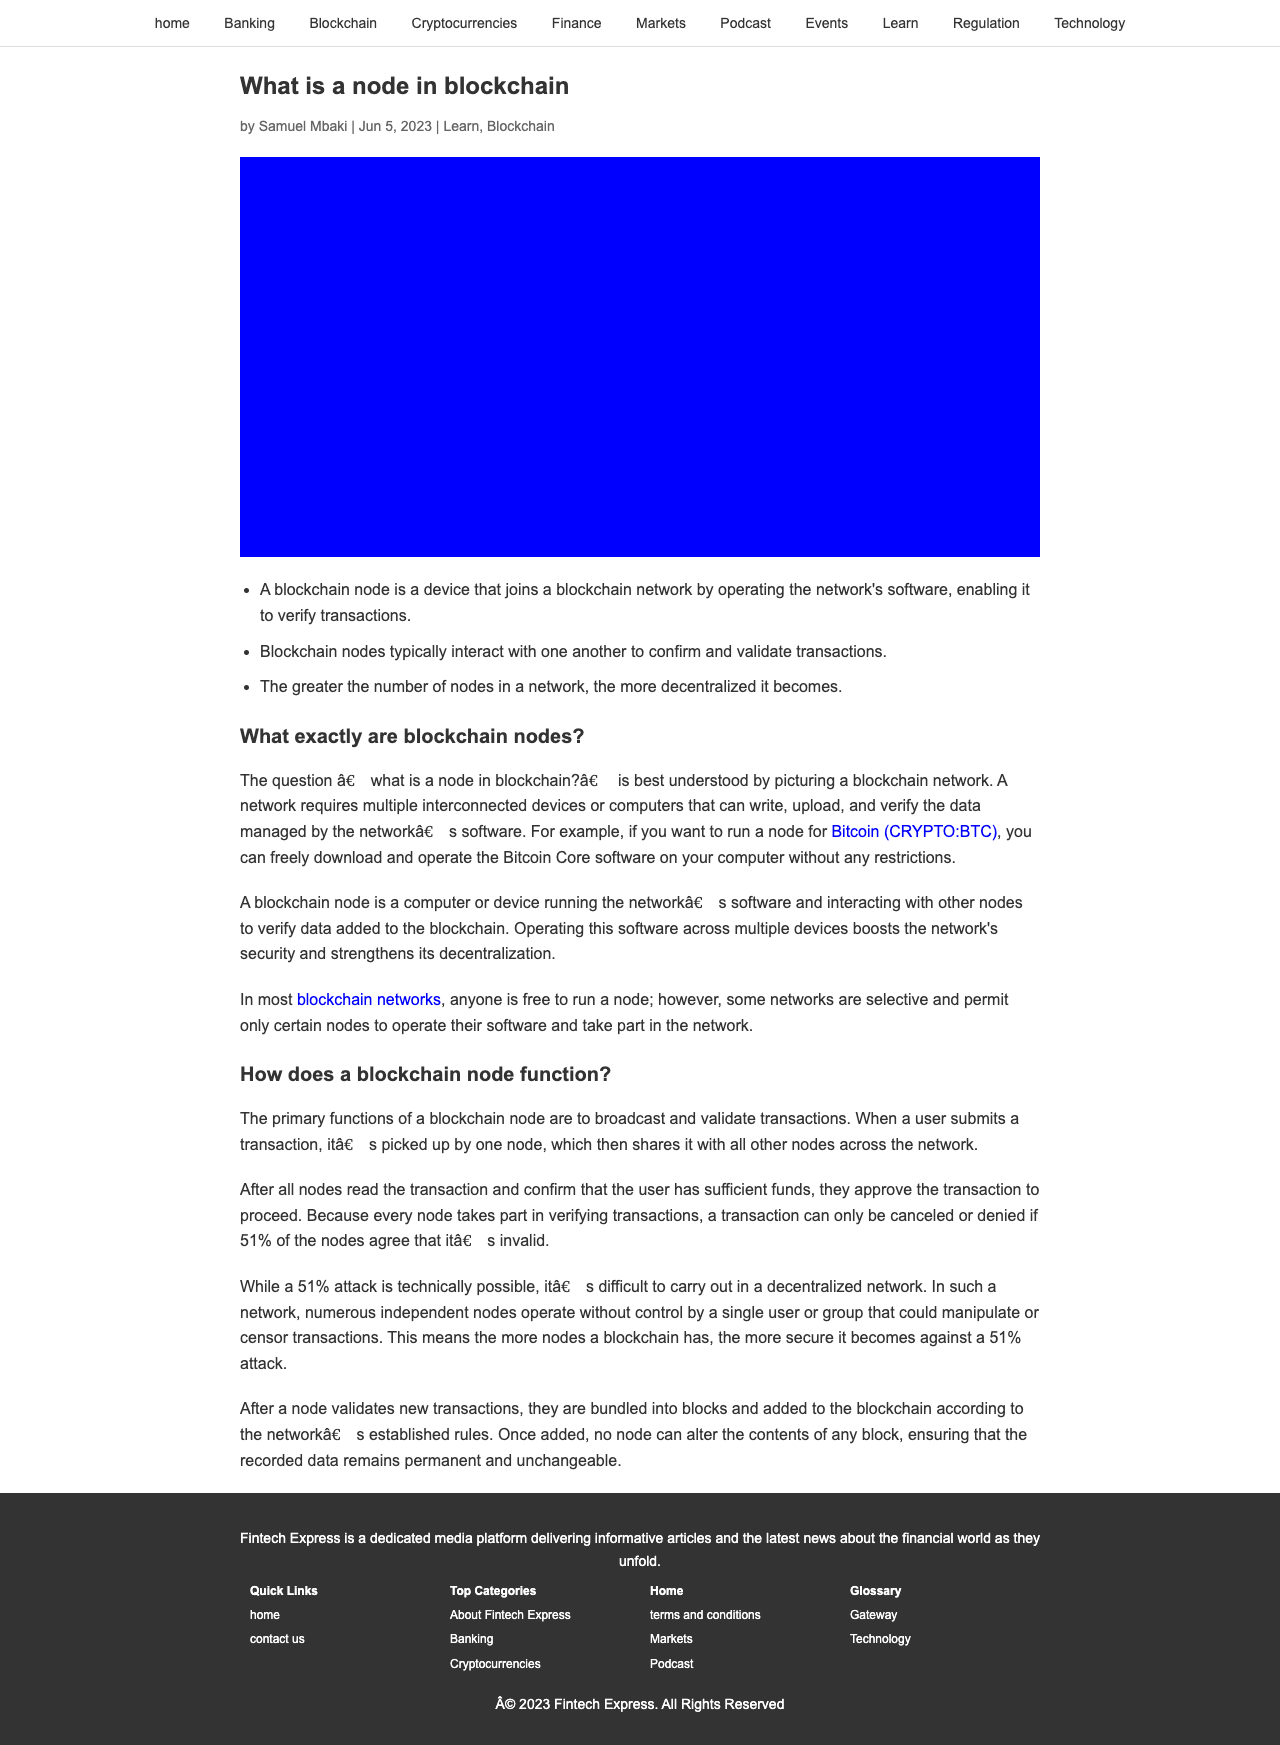 home Banking Blockchain Cryptocurrencies Finance Markets Podcast Events Learn Regulation Technology
What is a node in blockchain
by Samuel Mbaki | Jun 5, 2023 | Learn, Blockchain
• A blockchain node is a device that joins a blockchain network by operating the network's software, enabling it
to verify transactions.
• Blockchain nodes typically interact with one another to confirm and validate transactions.
• The greater the number of nodes in a network, the more decentralized it becomes.
What exactly are blockchain nodes?
The question â€ what is a node in blockchain?â€ is best understood by picturing a blockchain network. A
network requires multiple interconnected devices or computers that can write, upload, and verify the data
managed by the networkâ€ s software. For example, if you want to run a node for Bitcoin (CRYPTO:BTC), you
can freely download and operate the Bitcoin Core software on your computer without any restrictions.
A blockchain node is a computer or device running the networkâ€ s software and interacting with other nodes
to verify data added to the blockchain. Operating this software across multiple devices boosts the network's
security and strengthens its decentralization.
In most blockchain networks, anyone is free to run a node; however, some networks are selective and permit
only certain nodes to operate their software and take part in the network.
How does a blockchain node function?
The primary functions of a blockchain node are to broadcast and validate transactions. When a user submits a
transaction, itâ€ s picked up by one node, which then shares it with all other nodes across the network.
After all nodes read the transaction and confirm that the user has sufficient funds, they approve the transaction to
proceed. Because every node takes part in verifying transactions, a transaction can only be canceled or denied if
51% of the nodes agree that itâ€ s invalid.
While a 51% attack is technically possible, itâ€ s difficult to carry out in a decentralized network. In such a
network, numerous independent nodes operate without control by a single user or group that could manipulate or
censor transactions. This means the more nodes a blockchain has, the more secure it becomes against a 51%
attack.
After a node validates new transactions, they are bundled into blocks and added to the blockchain according to
the networkâ€ s established rules. Once added, no node can alter the contents of any block, ensuring that the
recorded data remains permanent and unchangeable.
Fintech Express is a dedicated media platform delivering informative articles and the latest news about the financial world as they
unfold.
Quick Links
home
contact us
Top Categories
About Fintech Express
Banking
Cryptocurrencies
Home
terms and conditions
Markets
Podcast
Glossary
Gateway
Technology
Â© 2023 Fintech Express. All Rights Reserved